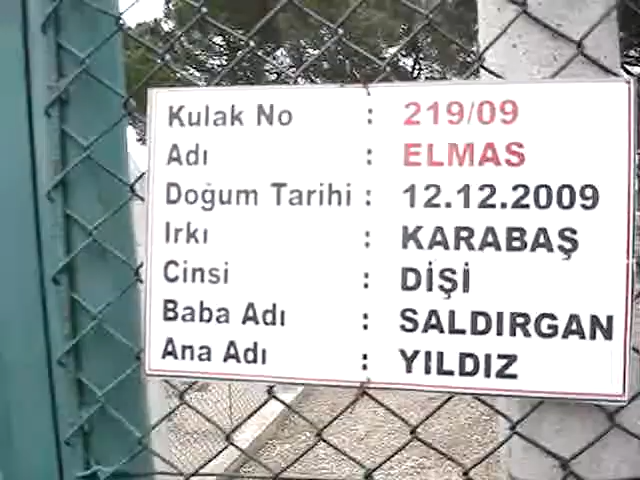 Kulak No : 219/09
Adı : ELMAS
Doğum Tarihi : 12.12.2009
Irkı : KARABAŞ
Cinsi : DİŞİ
Baba Adı : SALDIRGAN
Ana Adı : YILDIZ